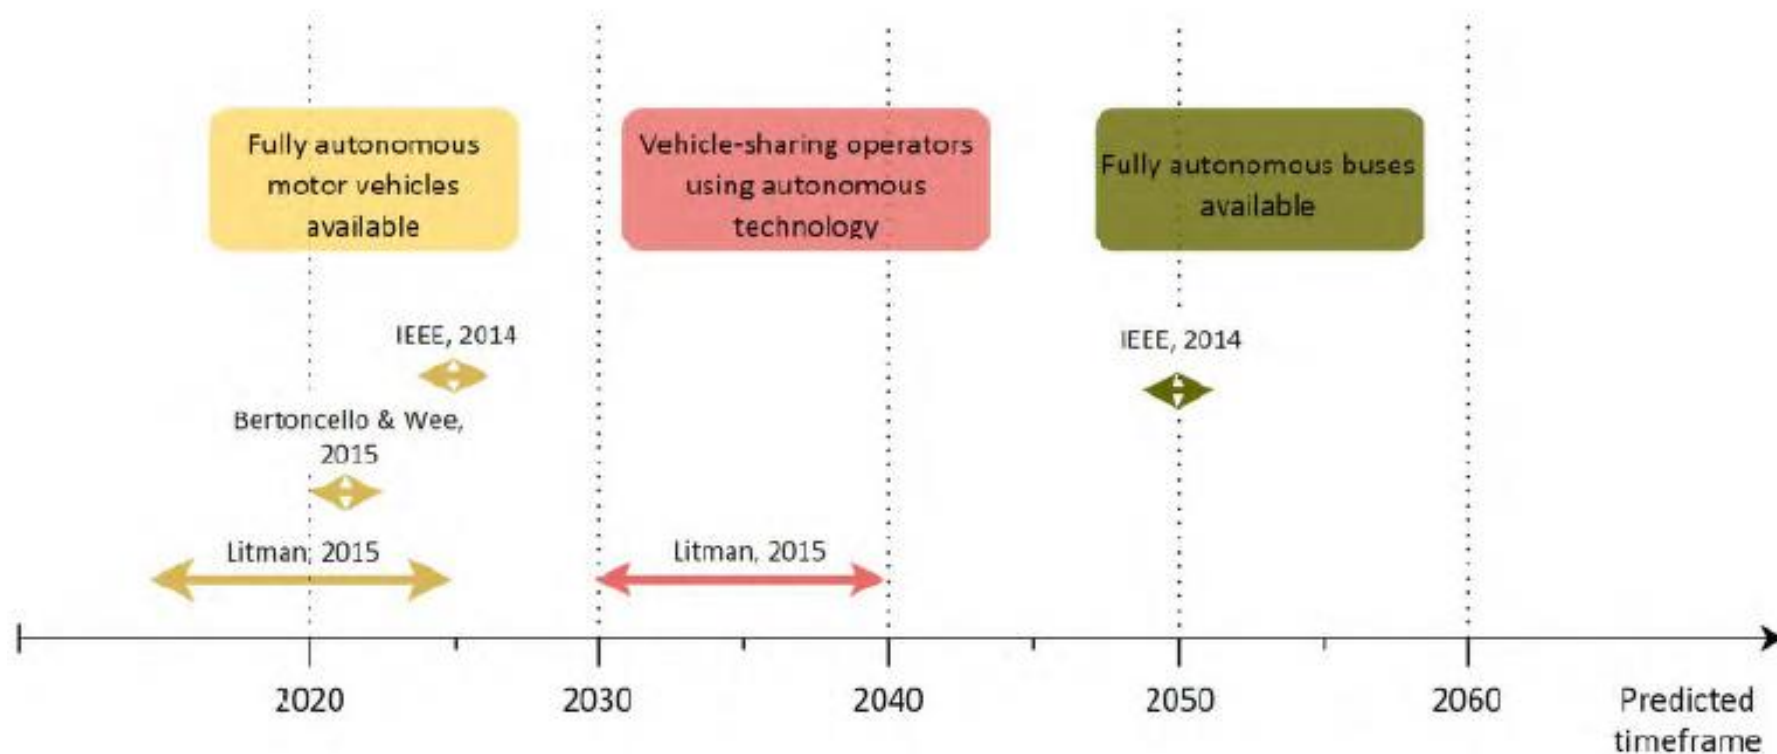 Fully autonomous
motor vehicles
available
Vehicle-sharing operators
using autonomous
technology
Fully autonomous buses
available
IEEE, 2014
IEEE, 2014
Bertoncello & Wee,
2015
Litman, 2015
Litman, 2015
2020
2030
2040
2050
2060
Predicted
timeframe